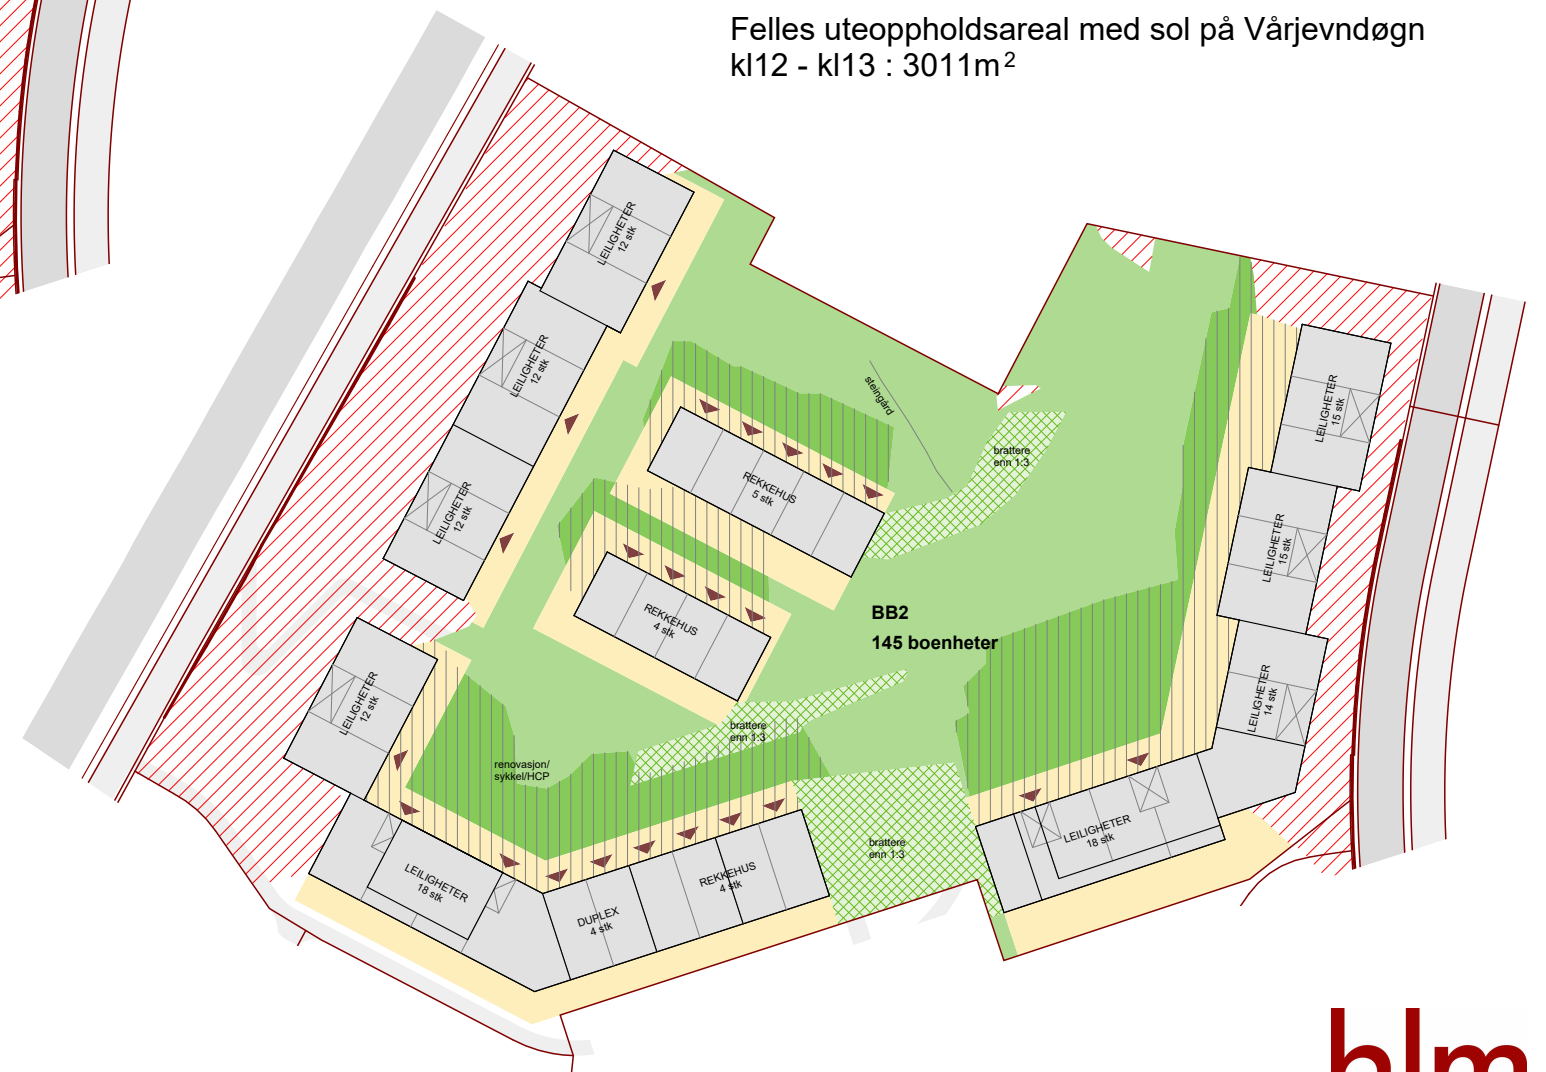 Felles uteoppholdsareal med sol på Vårjevndøgn
kl12 - kl13 : 3011m²
LEILIGHETER
12 stk
LEILIGHETER
12 stk
LEILIGHETER
12 stk
LEILIGHETER
12 stk
LEILIGHETER
18 stk
DUPLEX
4 stk
REKKEHUS
4 stk
REKKEHUS
5 stk
REKKEHUS
4 stk
steingård
brattere
enn 1:3
BB2
145 boenheter
brattere
enn 1:3
renovasjon/
sykkel/HCP
brattere
enn 1:3
LEILIGHETER
15 stk
LEILIGHETER
15 stk
LEILIGHETER
14 stk
LEILIGHETER
18 stk
blm